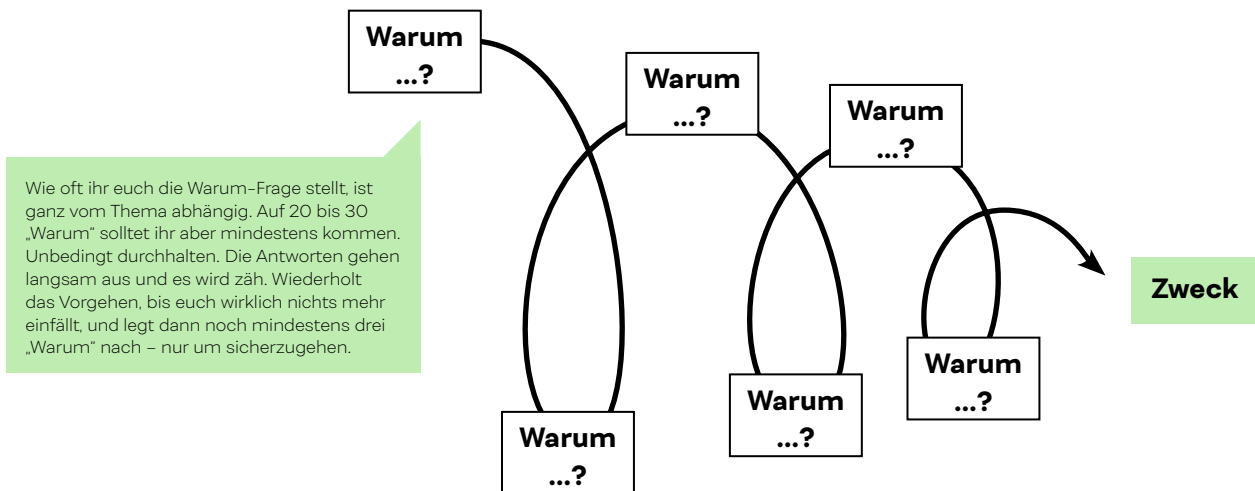 Warum
...?
Warum
...?
Warum
...?
Wie oft ihr euch die Warum-Frage stellt, ist
ganz vom Thema abhängig. Auf 20 bis 30
„Warum“ solltet ihr aber mindestens kommen.
Unbedingt durchhalten. Die Antworten gehen
langsam aus und es wird zäh. Wiederholt
das Vorgehen, bis euch wirklich nichts mehr
einfällt, und legt dann noch mindestens drei
„Warum“ nach – nur um sicherzugehen.
Zweck
Warum
...?
Warum
...?
Warum
...?